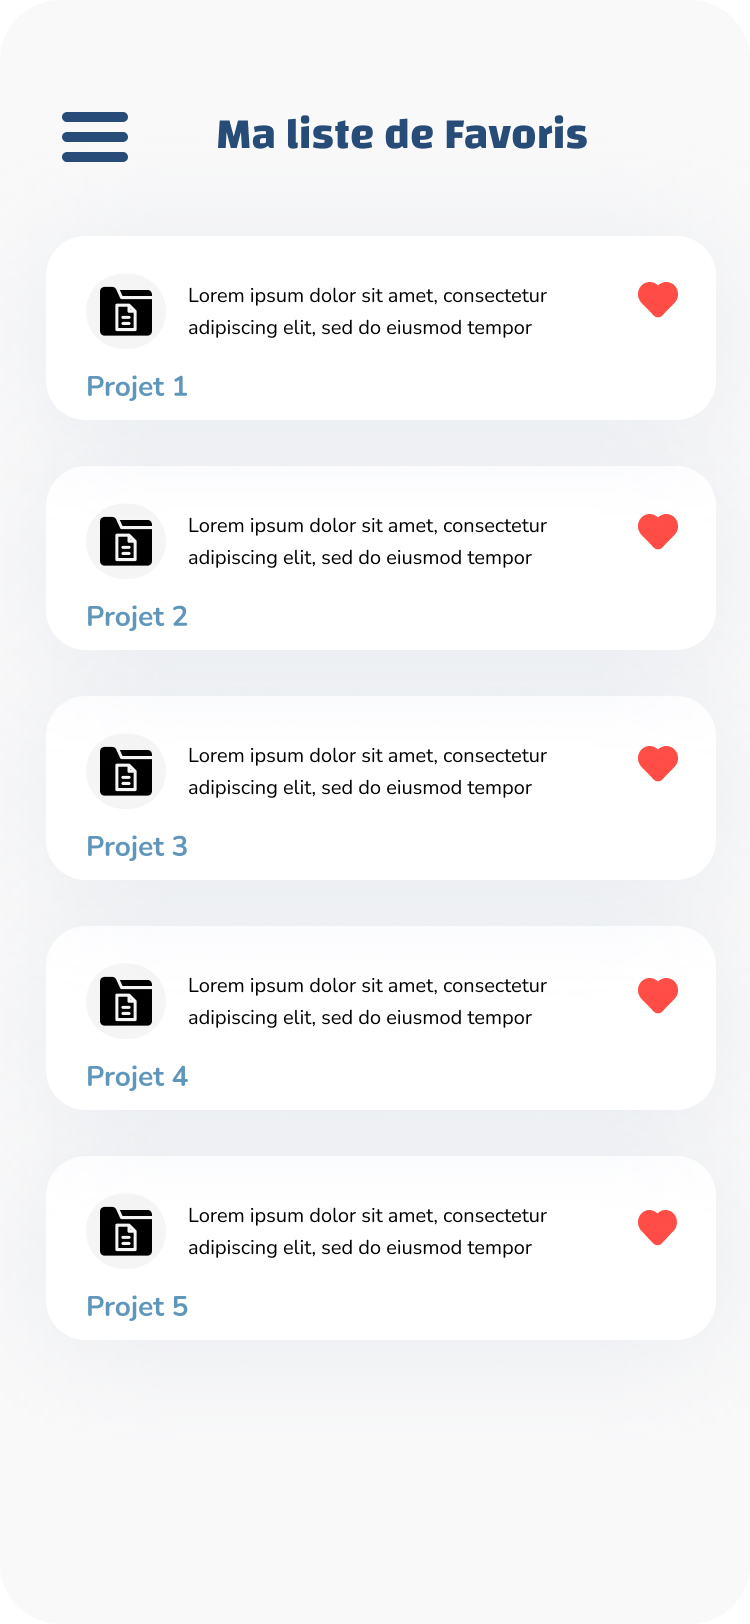 Ma liste de Favoris
Lorem ipsum dolor sit amet, consectetur
adipiscing elit, sed do eiusmod tempor
Projet 1
Lorem ipsum dolor sit amet, consectetur
adipiscing elit, sed do eiusmod tempor
Projet 2
Lorem ipsum dolor sit amet, consectetur
adipiscing elit, sed do eiusmod tempor
Projet 3
Lorem ipsum dolor sit amet, consectetur
adipiscing elit, sed do eiusmod tempor
Projet 4
Lorem ipsum dolor sit amet, consectetur
adipiscing elit, sed do eiusmod tempor
Projet 5